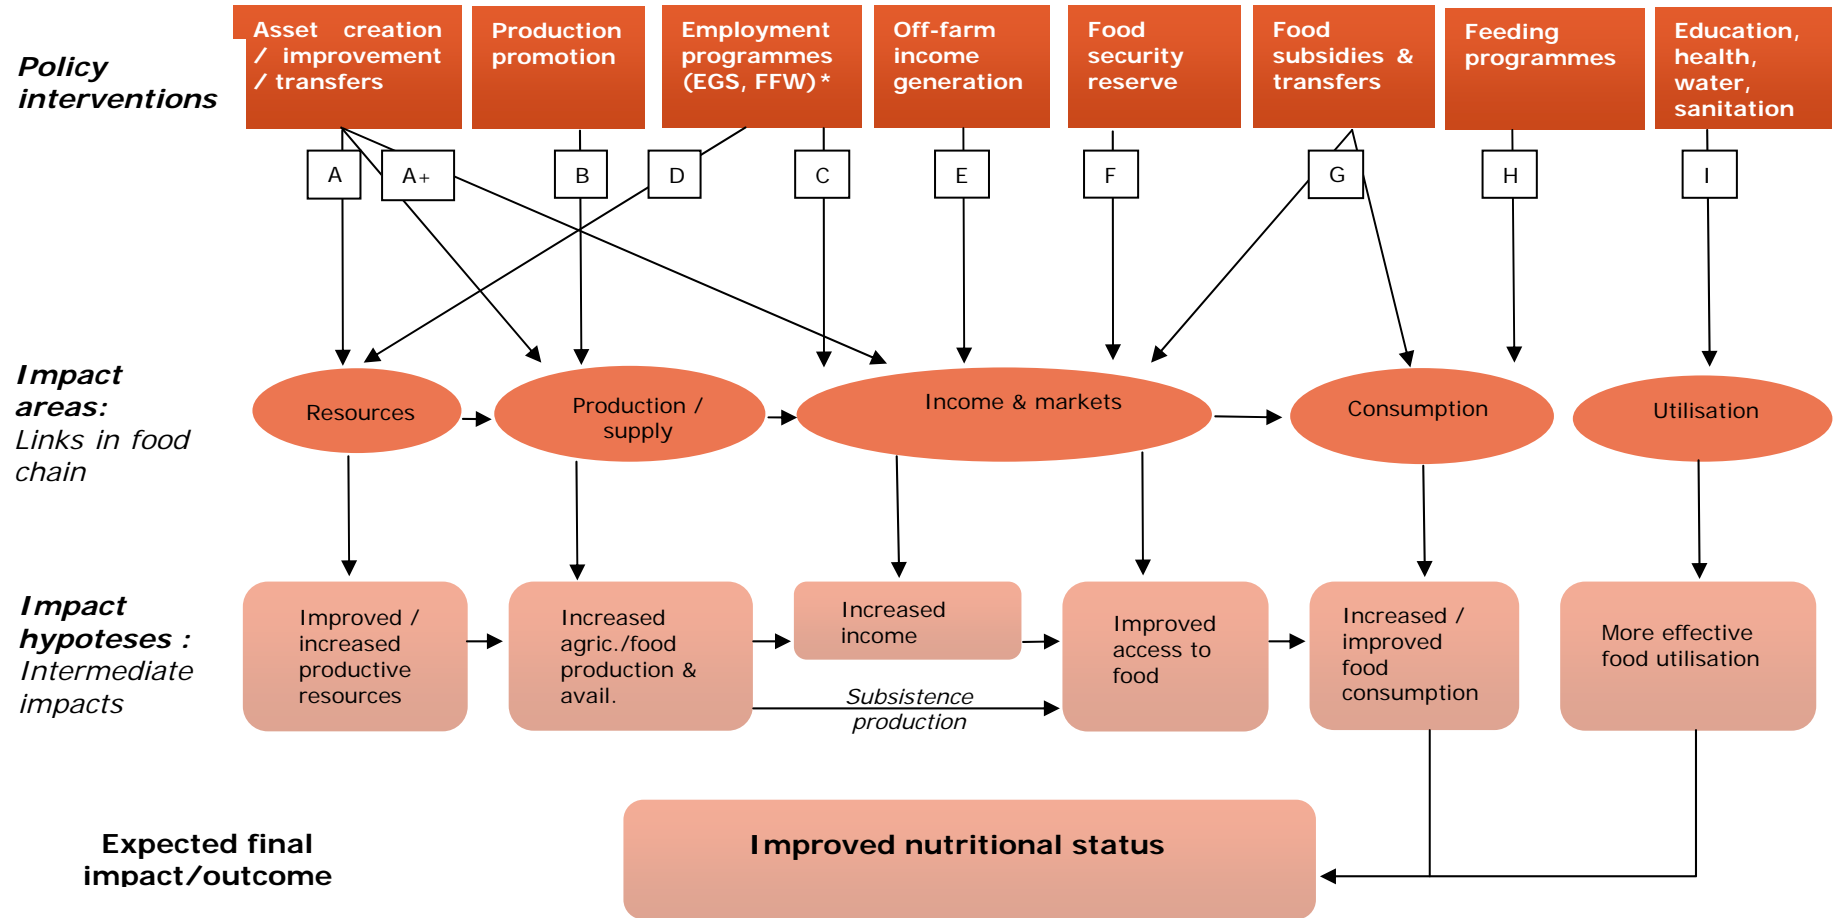 Policy
interventions
Asset creation
/ improvement
/ transfers
Production
promotion
Employment
programmes
(EGS, FFW)*
Off-farm
income
generation
Food
security
reserve
Food
subsidies &
transfers
Feeding
programmes
Education,
health,
water,
sanitation
A
A+
B
D
C
E
F
G
H
I
Impact
areas:
Links in food
chain
Resources
Production /
supply
Income & markets
Consumption
Utilisation
Impact
hypoteses :
Intermediate
impacts
Improved /
increased
productive
resources
Increased
agric./food
production &
avail.
Increased
income
Subsistence
production
Improved
access to
food
Increased /
improved
food
consumption
More effective
food utilisation
Expected final
impact/outcome
Improved nutritional status